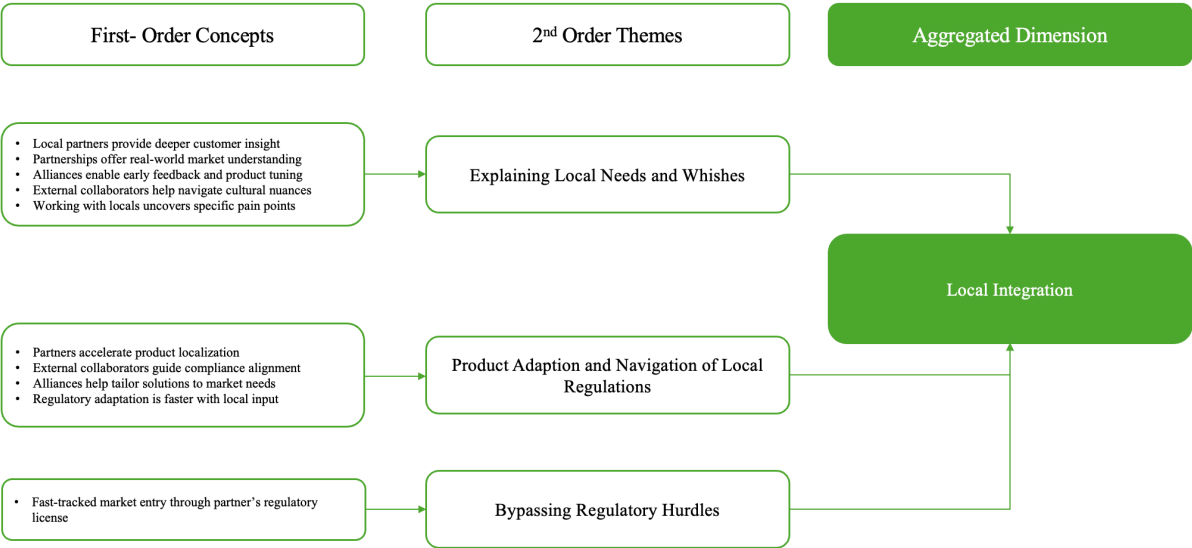 First- Order Concepts
2nd Order Themes
Aggregated Dimension
• Local partners provide deeper customer insight
• Partnerships offer real-world market understanding
• Alliances enable early feedback and product tuning
• External collaborators help navigate cultural nuances
• Working with locals uncovers specific pain points
Explaining Local Needs and Whishes
Local Integration
• Partners accelerate product localization
• External collaborators guide compliance alignment
• Alliances help tailor solutions to market needs
• Regulatory adaptation is faster with local input
Product Adaption and Navigation of Local
Regulations
• Fast-tracked market entry through partner’s regulatory
license
Bypassing Regulatory Hurdles